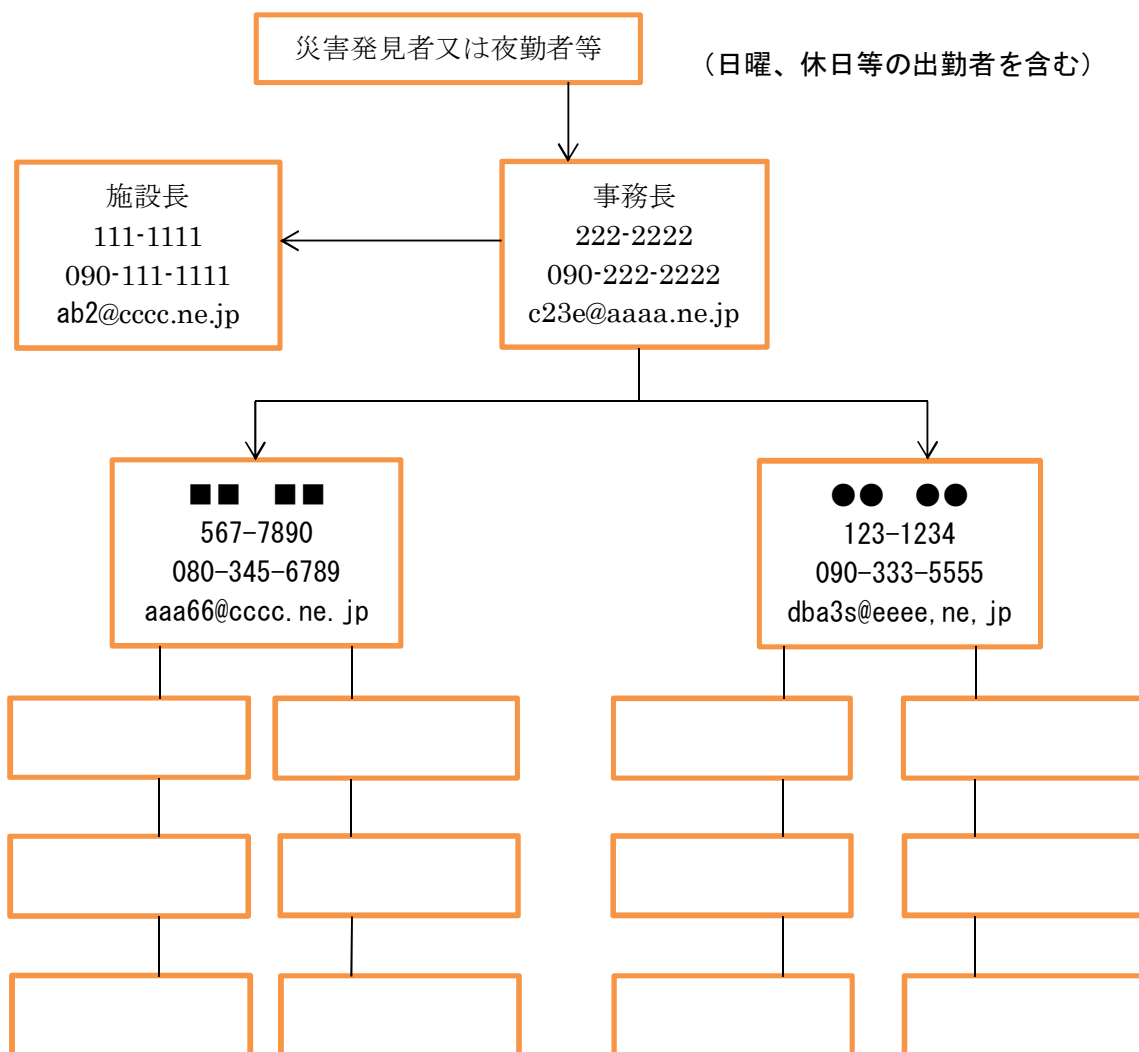 災害発見者又は夜勤者等
（日曜、休日等の出勤者を含む）
施設長
111-1111
090-111-1111
ab2@cccc.ne.jp
事務長
222-2222
090-222-2222
c23e@aaaa.ne.jp
■■　■■
567-7890
080-345-6789
aaa66@cccc.ne.jp
●●　●●
123-1234
090-333-5555
dba3s@eeee,ne,jp